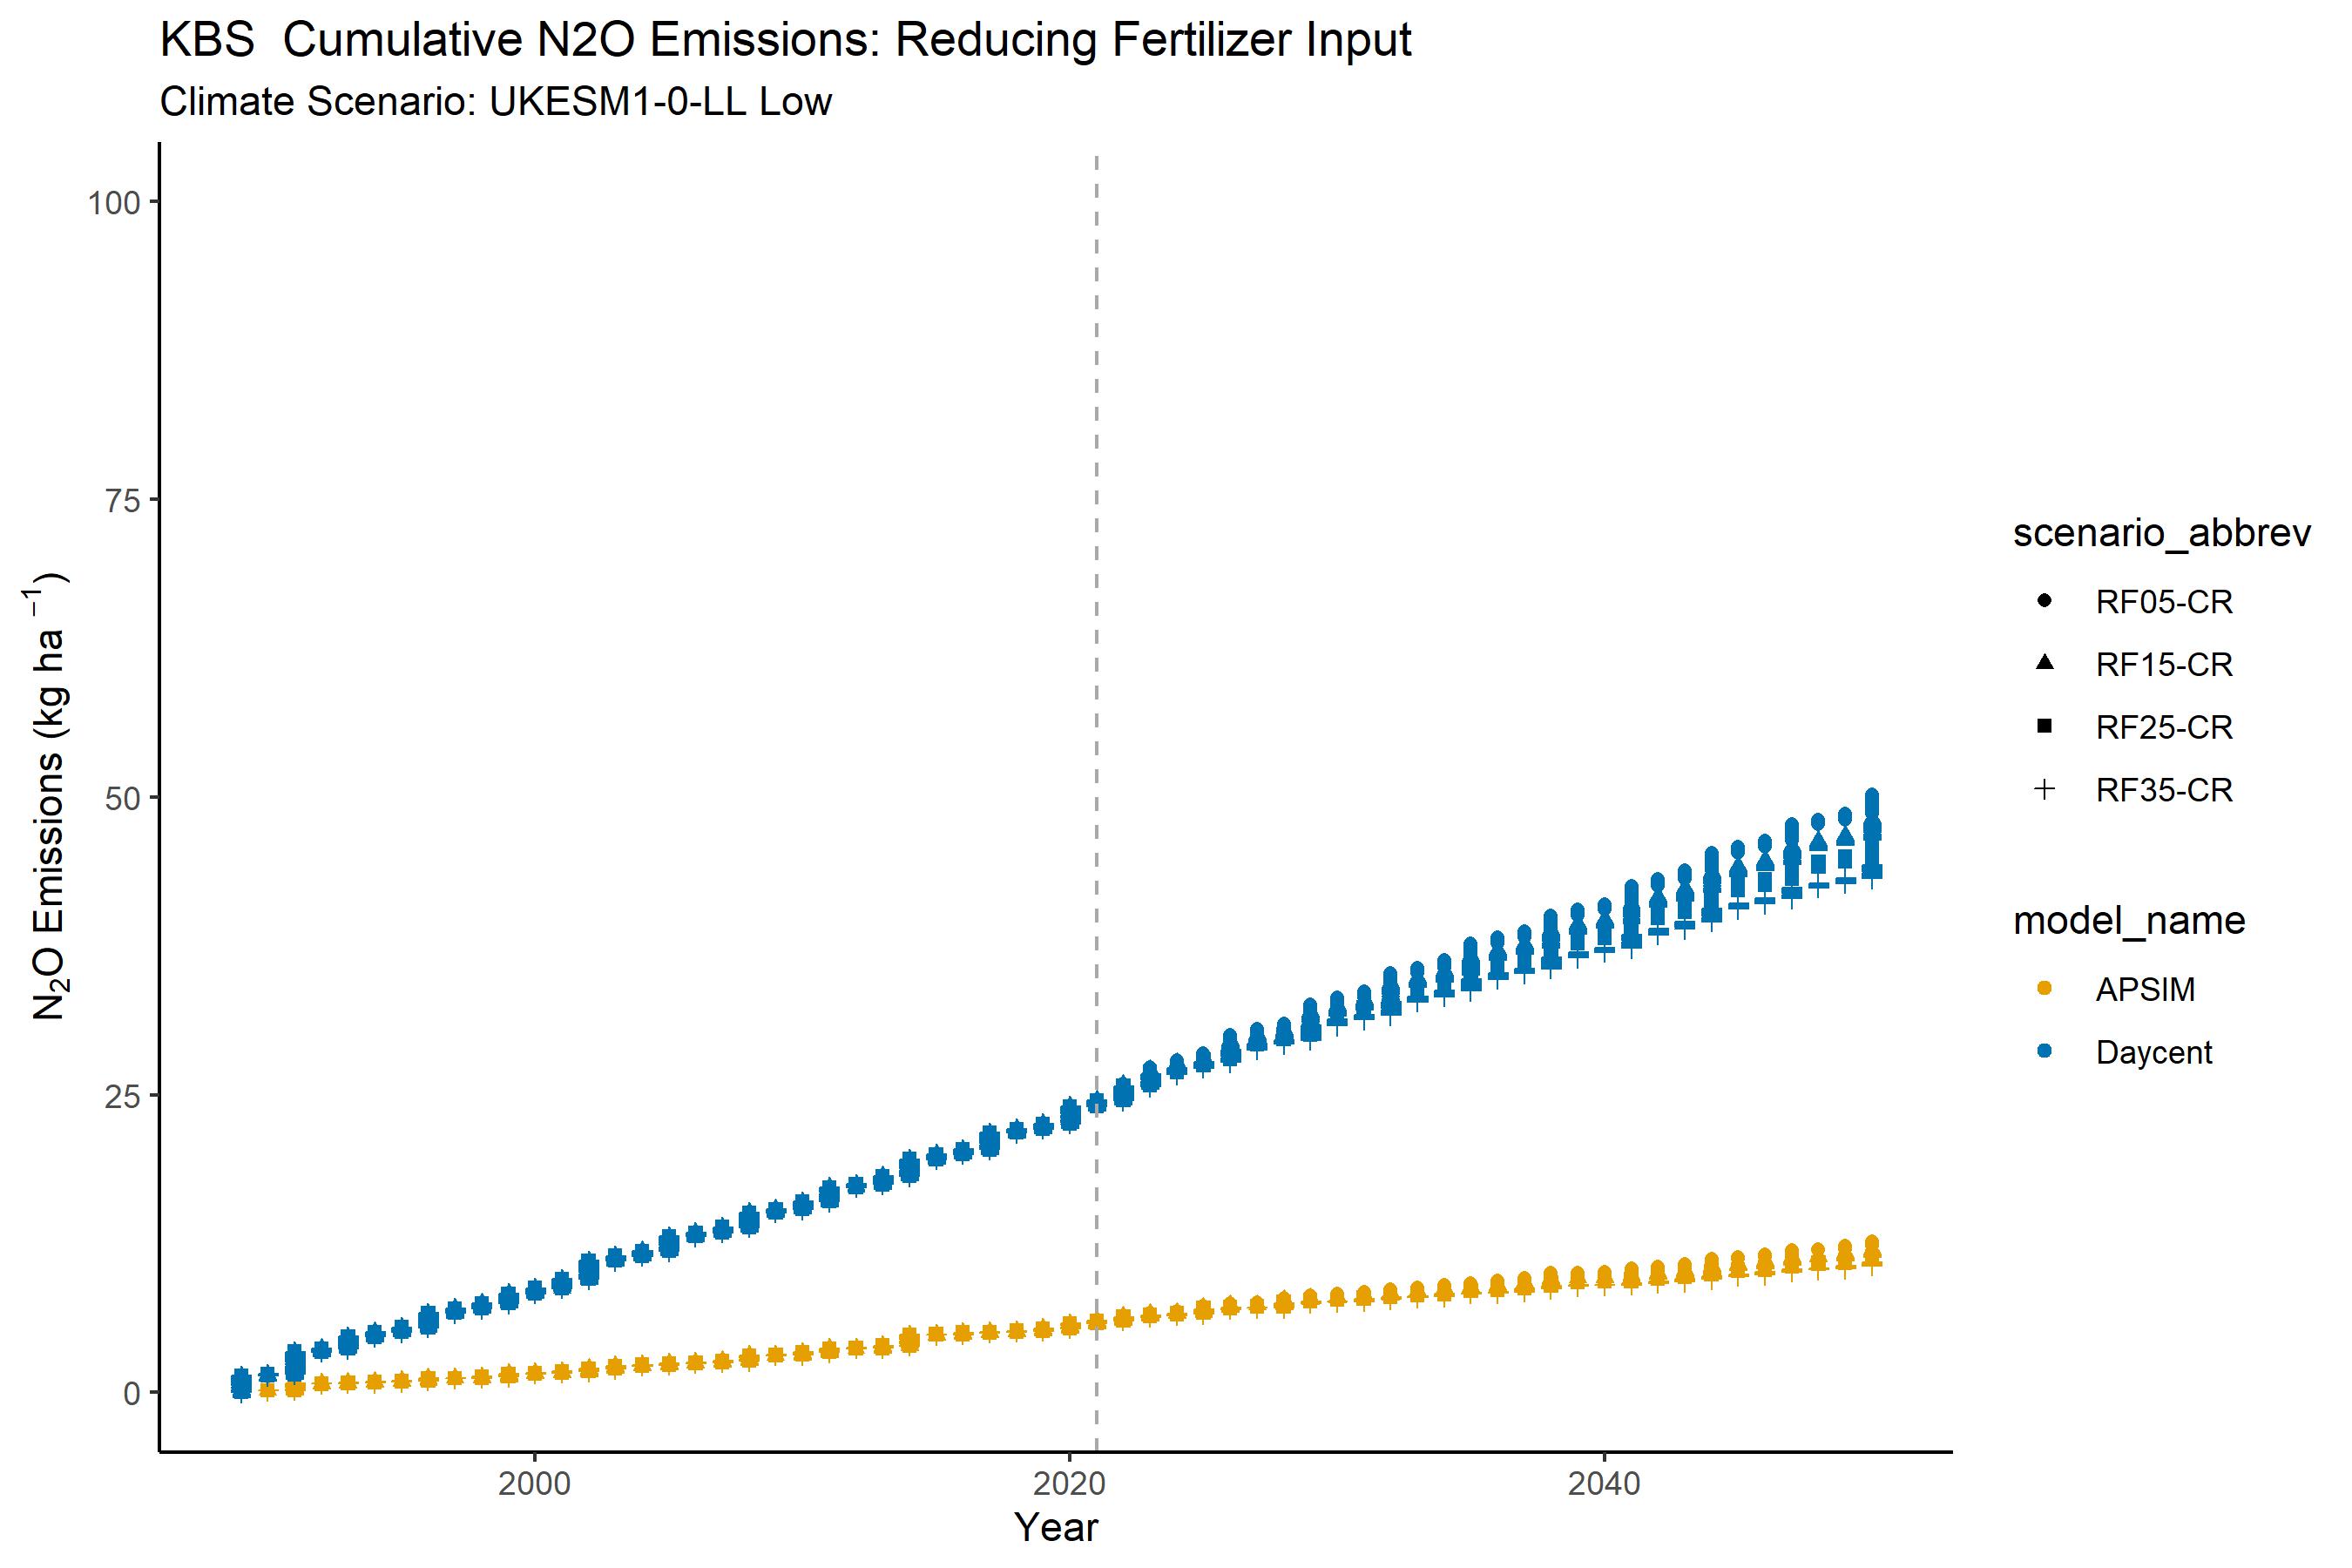 KBS  Cumulative N2O Emissions: Reducing Fertilizer Input
Climate Scenario: UKESM1-0-LL Low
N₂O Emissions (kg ha ⁻¹)
100
75
50
25
0
2000
2020
2040
Year
scenario_abbrev
RF05-CR
RF15-CR
RF25-CR
RF35-CR
model_name
APSIM
Daycent